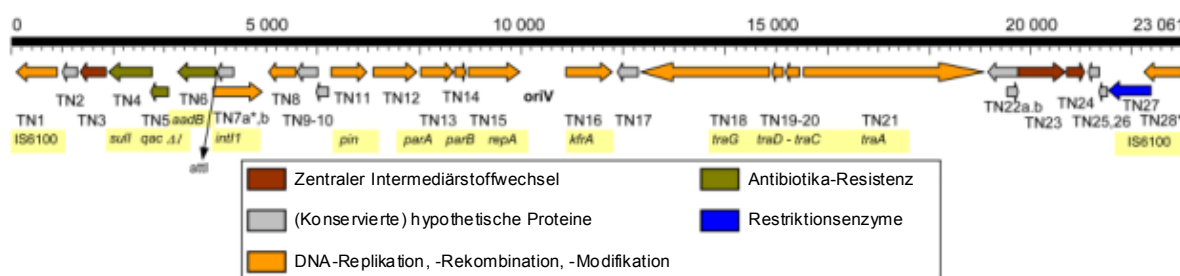 0 5 000 10 000 15 000 20 000 23 061
TN2 TN4 TN6 TN8 TN11 TN12 TN14 oriV TN22a.b TN24 TN27
TN1 TN3 TN5 aadB TN7a*,b TN9-10 TN13 TN15 TN16 TN17 TN18 TN19-20 TN21 TN23 TN25,26 TN28*
IS6100 sulI qac ΔI intI1 pin parA parB repA kfrA traG traD - traC traA IS6100
attI
Zentraler Intermediärstoffwechsel Antibiotika-Resistenz
(Konservierte) hypothetische Proteine Restriktionsenzyme
DNA-Replikation, -Rekombination, -Modifikation